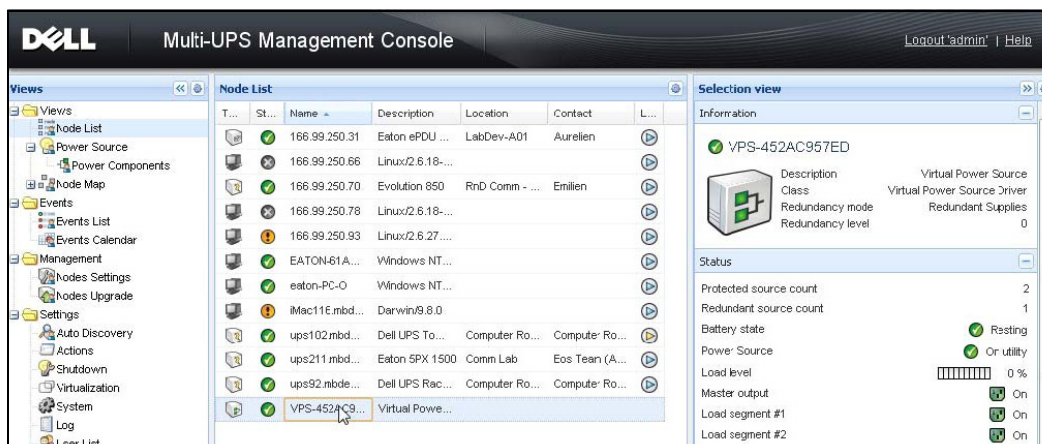 DELL Multi-UPS Management Console Logout 'admin' | Help
Views
Views
Node List
Power Source
Power Components
Node Map
Events
Events List
Events Calendar
Management
Nodes Settings
Nodes Upgrade
Settings
Auto Discovery
Actions
Shutdown
Virtualization
System
Log
User List
Node List
T... St... Name Description Location Contact L...
166.99.250.31 Eaton ePDU ... LabDev-A01 Aurelien
166.99.250.66 Linux/2.6.18-...
166.99.250.70 Evolution 850 RnD Comm - ... Emilien
166.99.250.78 Linux/2.6.18-...
166.99.250.93 Linux/2.6.27....
EATON-61A... Windows NT...
eaton-PC-O Windows NT...
iMac116.mbd... Darwin/9.8.0
ups102.mbd... Dell UPS To... Computer Ro... Computer Ro...
ups211.mbd... Eaton 5PX 1500 Comm Lab Eos Team (A...
ups92.mbde... Dell UPS Rac... Computer Ro... Computer Ro...
VPS-452AC9... Virtual Powe...
Selection view
Information
VPS-452AC957ED
Description Virtual Power Source
Class Virtual Power Source Driver
Redundancy mode Redundant Supplies
Redundancy level 0
Status
Protected source count 2
Redundant source count 1
Battery state Resting
Power Source On utility
Load level 0 %
Master output On
Load segment #1 On
Load segment #2 On